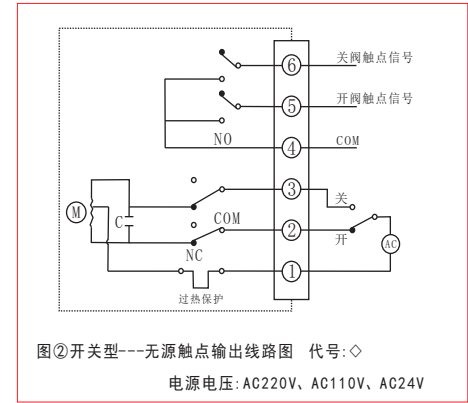 ⑥ 关阀触点信号
⑤ 开阀触点信号
NO ④ COM
③ 关
M C COM ② 开 AC
NC
①
过热保护
图②开关型---无源触点输出线路图 代号:◇
电源电压:AC220V、AC110V、AC24V